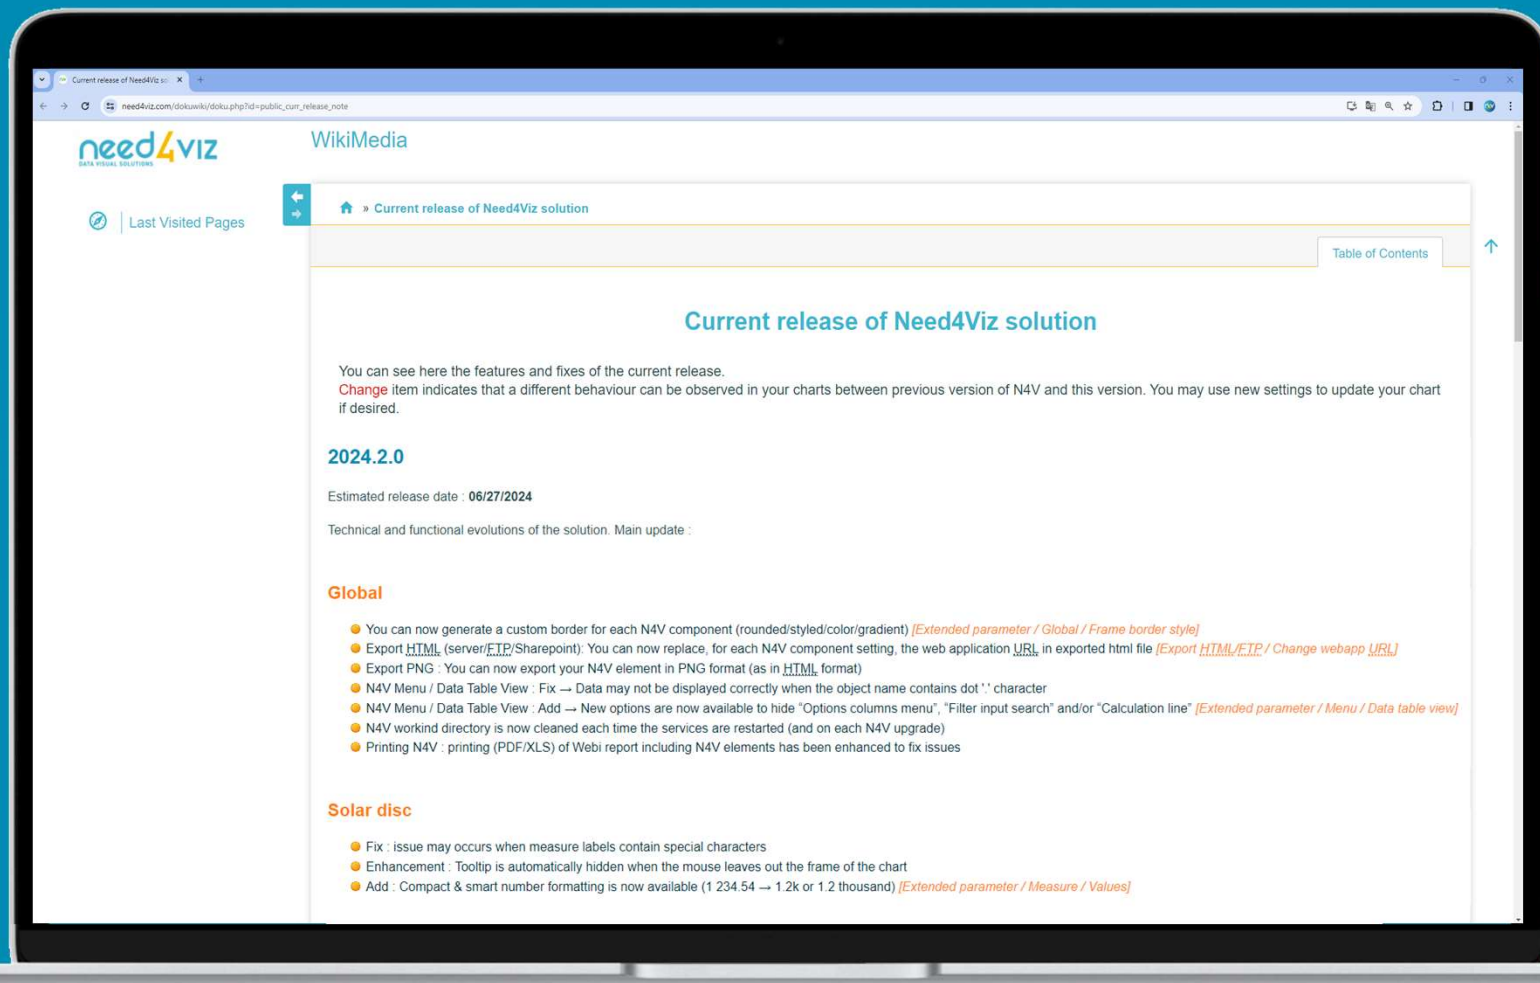 Current release of Need4Viz so
need4viz.com/dokuwiki/doku.php?id=public_curr_release_note
need4viz
DATA VISUAL SOLUTIONS
WikiMedia
Last Visited Pages
» Current release of Need4Viz solution
Table of Contents
Current release of Need4Viz solution
You can see here the features and fixes of the current release.
Change item indicates that a different behaviour can be observed in your charts between previous version of N4V and this version. You may use new settings to update your chart
if desired.
2024.2.0
Estimated release date : 06/27/2024
Technical and functional evolutions of the solution. Main update :
Global
You can now generate a custom border for each N4V component (rounded/styled/color/gradient) [Extended parameter / Global / Frame border style]
Export HTML (server/FTP/Sharepoint): You can now replace, for each N4V component setting, the web application URL in exported html file [Export HTML/FTP / Change webapp URL]
Export PNG : You can now export your N4V element in PNG format (as in HTML format)
N4V Menu / Data Table View : Fix → Data may not be displayed correctly when the object name contains dot '.' character
N4V Menu / Data Table View : Add → New options are now available to hide “Options columns menu”, “Filter input search” and/or “Calculation line” [Extended parameter / Menu / Data table view]
N4V workind directory is now cleaned each time the services are restarted (and on each N4V upgrade)
Printing N4V : printing (PDF/XLS) of Webi report including N4V elements has been enhanced to fix issues
Solar disc
Fix : issue may occurs when measure labels contain special characters
Enhancement : Tooltip is automatically hidden when the mouse leaves out the frame of the chart
Add : Compact & smart number formatting is now available (1 234.54 → 1.2k or 1.2 thousand) [Extended parameter / Measure / Values]